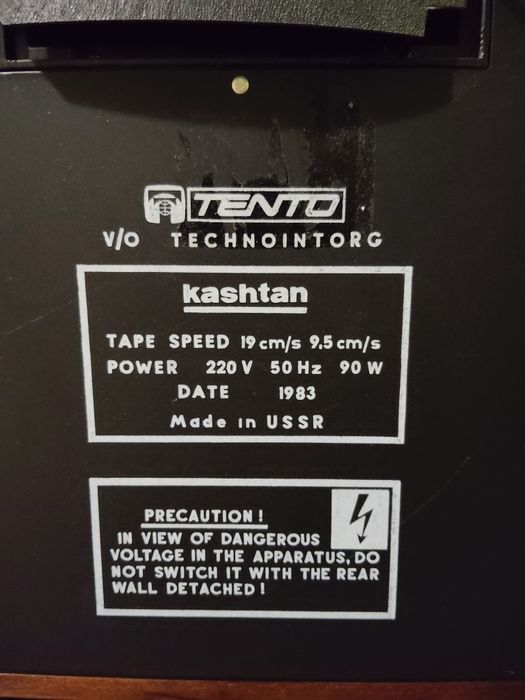 TENTO
V/O TECHNOINTORG
kashtan
TAPE SPEED 19 cm/s 9,5 cm/s
POWER 220 V 50 Hz 90 W
DATE 1983
Made in USSR
PRECAUTION !
IN VIEW OF DANGEROUS
VOLTAGE IN THE APPARATUS, DO
NOT SWITCH IT WITH THE REAR
WALL DETACHED !